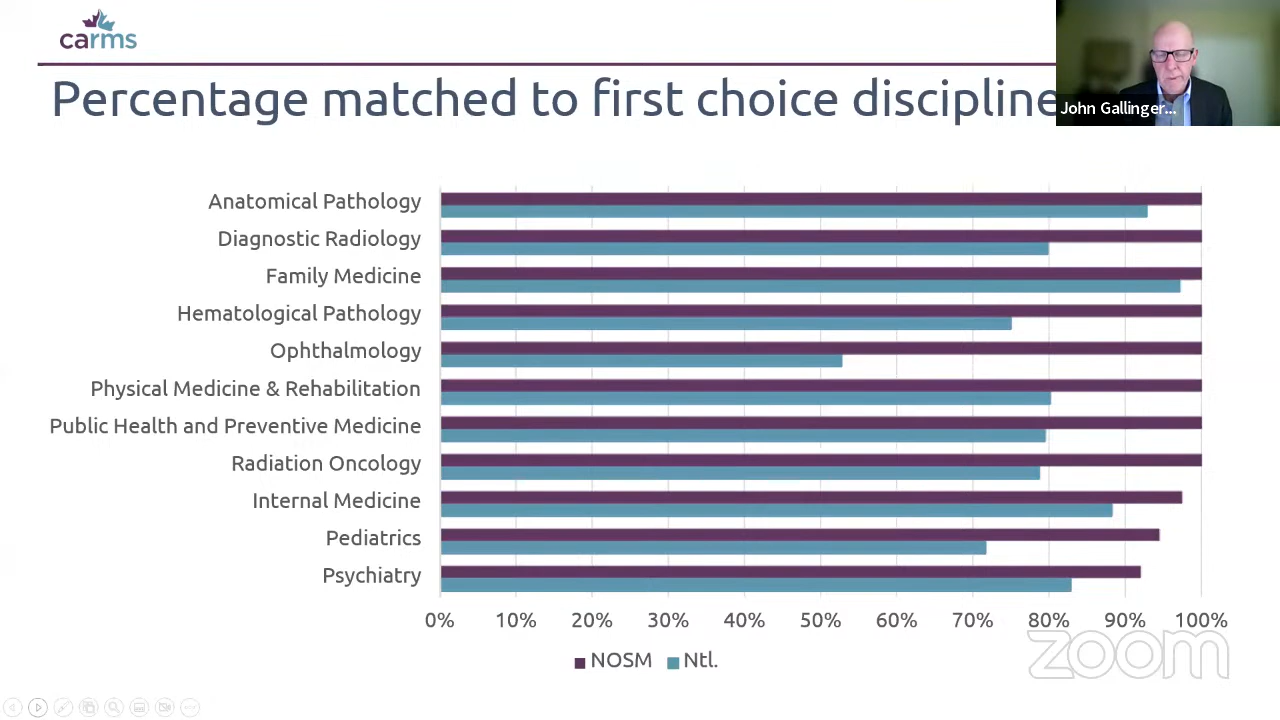 carms
Percentage matched to first choice discipline
John Gallinger...
Anatomical Pathology
Diagnostic Radiology
Family Medicine
Hematological Pathology
Ophthalmology
Physical Medicine & Rehabilitation
Public Health and Preventive Medicine
Radiation Oncology
Internal Medicine
Pediatrics
Psychiatry
0% 10% 20% 30% 40% 50% 60% 70% 80% 90% 100%
NOSM Ntl.
zoom